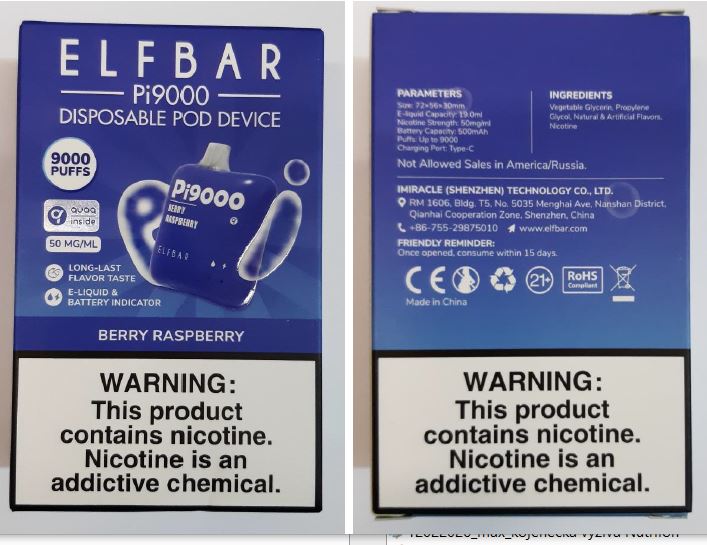 ELFBAR
Pi9000
DISPOSABLE POD DEVICE
9000
PUFFS
quaq
inside
50 MG/ML
LONG-LAST
FLAVOR TASTE
E-LIQUID &
BATTERY INDICATOR
Pi9000
BERRY
RASPBERRY
ELFBAR
BERRY RASPBERRY
WARNING:
This product
contains nicotine.
Nicotine is an
addictive chemical.
PARAMETERS
Size: 72×56×30mm
E-liquid Capacity: 19.0ml
Nicotine Strength: 50mg/ml
Battery Capacity: 500mAh
Puffs: Up to 9000
Charging Port: Type-C
INGREDIENTS
Vegetable Glycerin, Propylene
Glycol, Natural & Artificial Flavors,
Nicotine
Not Allowed Sales in America/Russia.
IMIRACLE (SHENZHEN) TECHNOLOGY CO., LTD.
RM 1606, Bldg. T5, No. 5035 Menghai Ave, Nanshan District,
Qianhai Cooperation Zone, Shenzhen, China
+86-755-29875010 www.elfbar.com
FRIENDLY REMINDER:
Once opened, consume within 15 days.
CE 21+ RoHS
Compliant
Made in China
WARNING:
This product
contains nicotine.
Nicotine is an
addictive chemical.